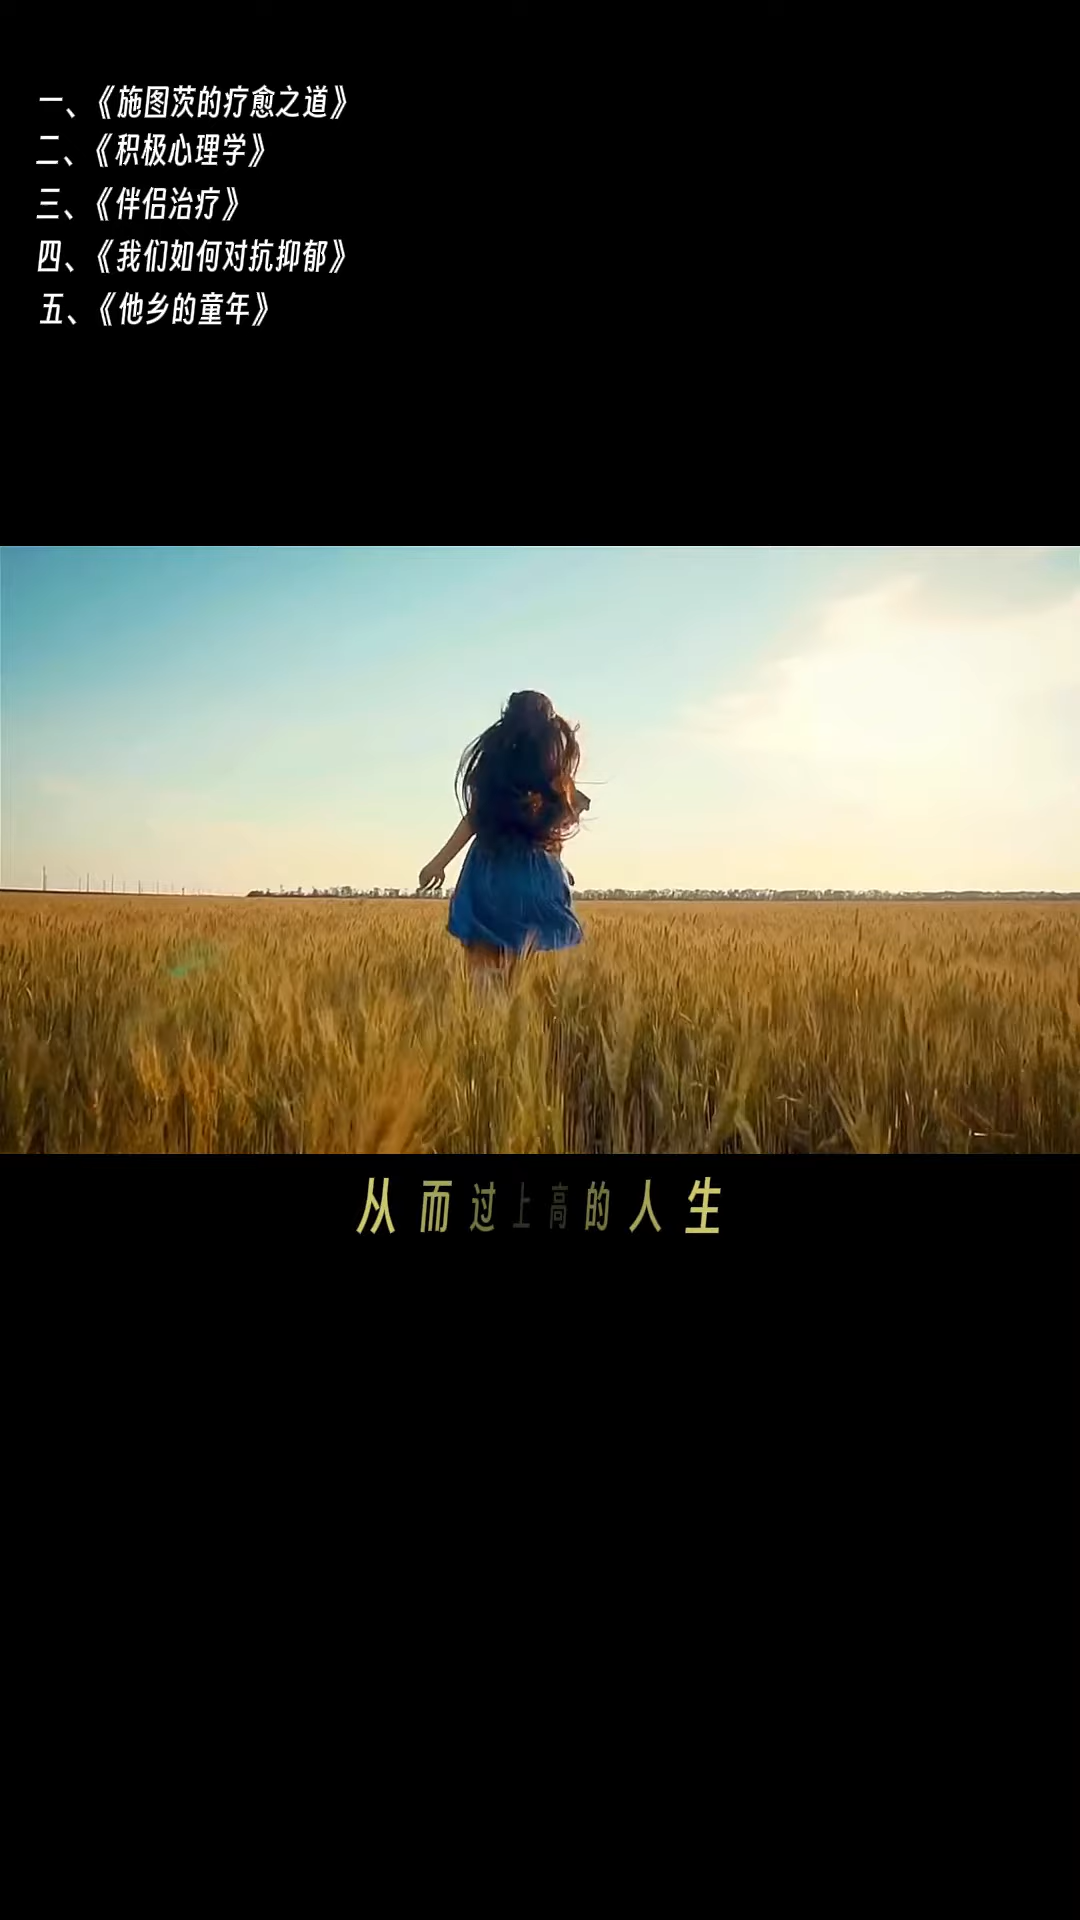 一、《施图茨的疗愈之道》
二、《积极心理学》
三、《伴侣治疗》
四、《我们如何对抗抑郁》
五、《他乡的童年》
从而过上高的人生